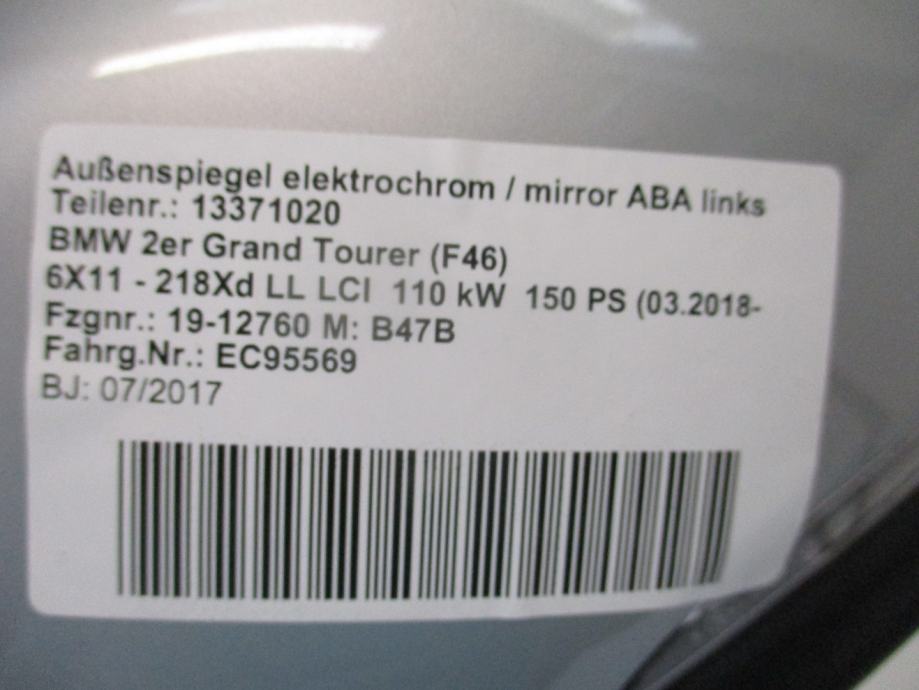 Außenspiegel elektrochrom / mirror ABA links
Teilenr.: 13371020
BMW 2er Grand Tourer (F46)
6X11 - 218Xd LL LCI 110 kW 150 PS (03.2018-
Fzgnr.: 19-12760 M: B47B
Fahrg.Nr.: EC95569
BJ: 07/2017